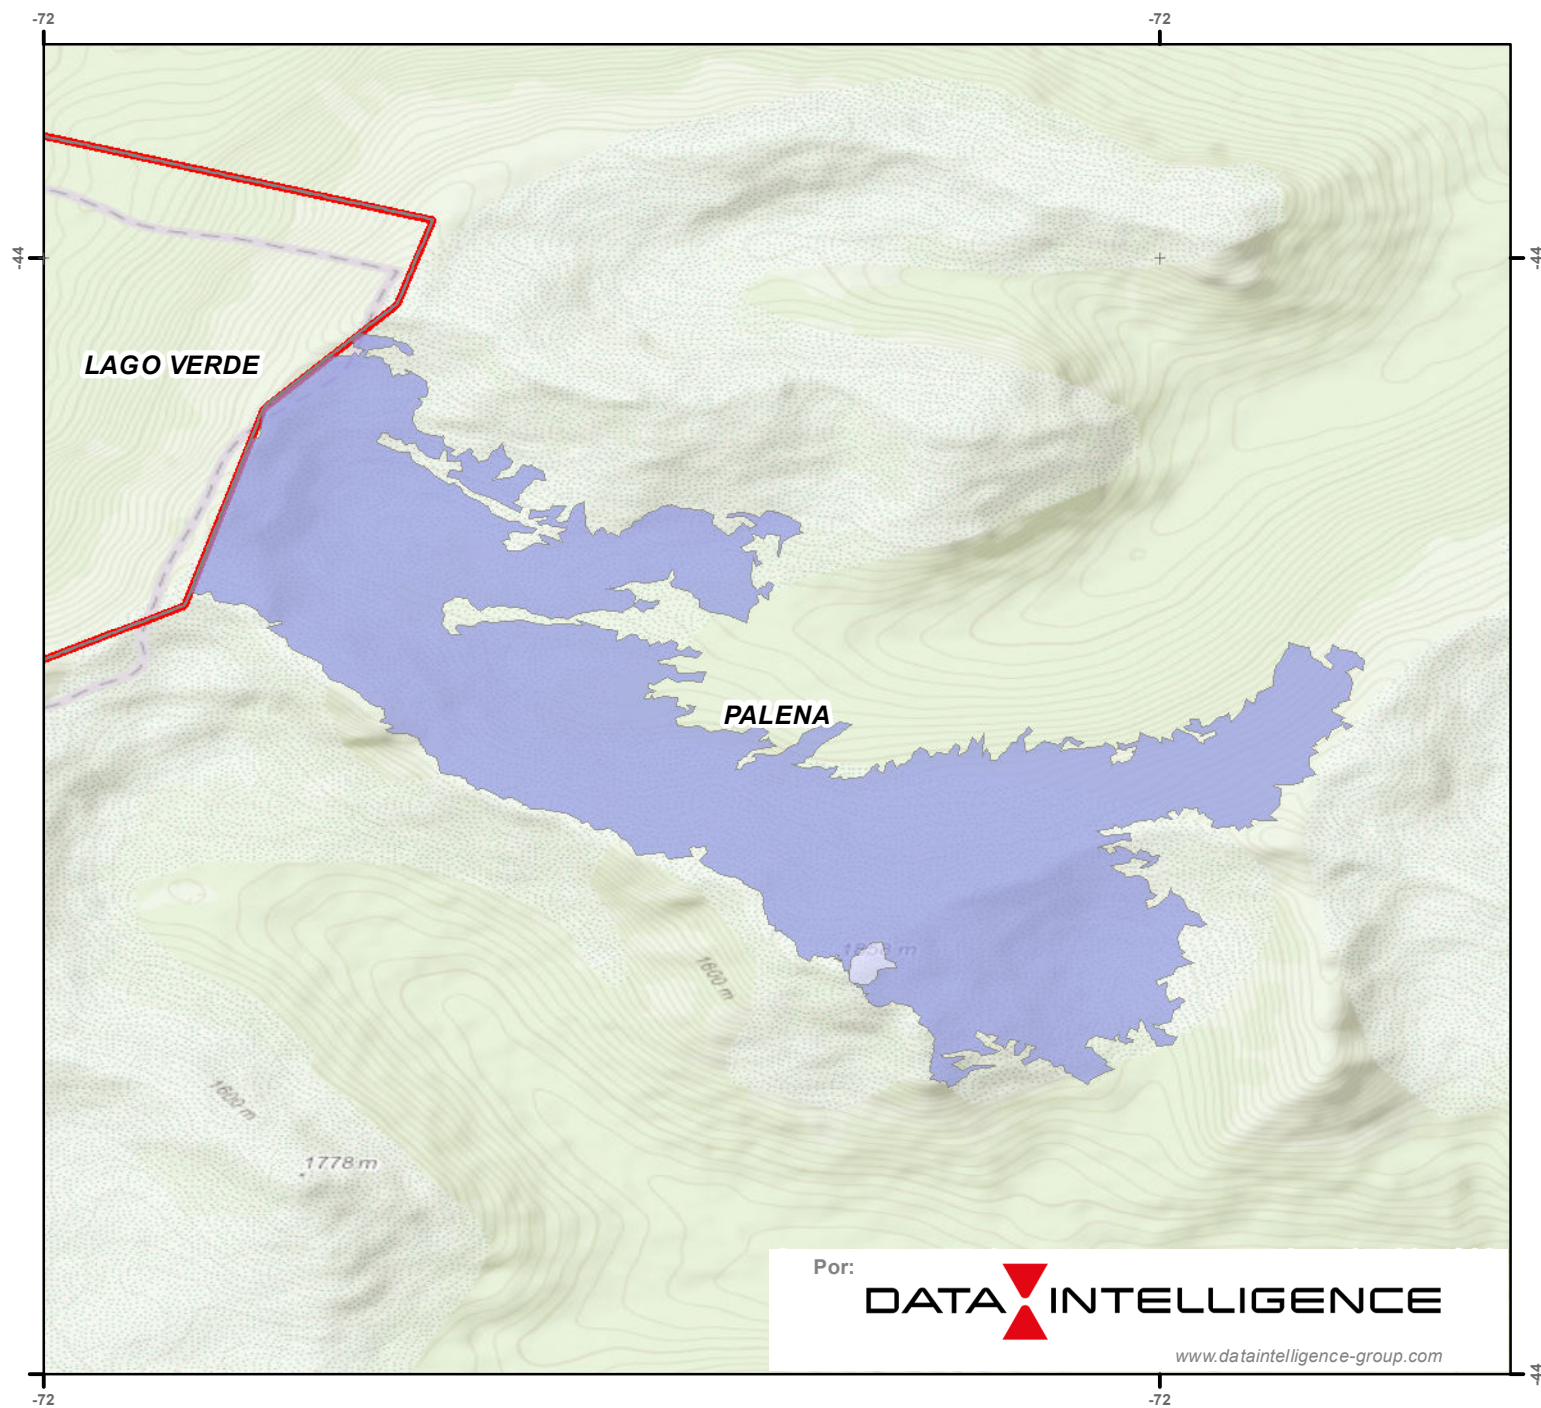 -72
-72
-44
-44
LAGO VERDE
PALENA
1858 m
1600 m
1600 m
1778 m
Por:
DATA INTELLIGENCE
www.dataintelligence-group.com
-44
-72
-72